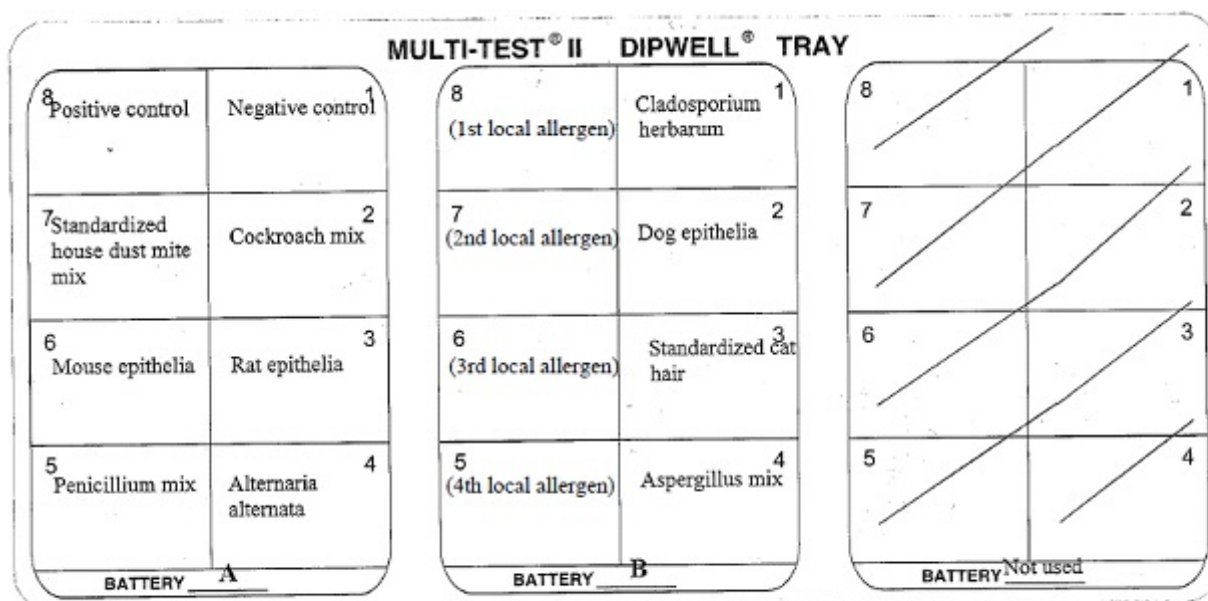 MULTI-TEST® II DIPWELL® TRAY
8
Positive control
1
Negative control
7
Standardized
house dust mite
mix
2
Cockroach mix
6
Mouse epithelia
3
Rat epithelia
5
Penicillium mix
4
Alternaria
alternata
BATTERY A
8
(1st local allergen)
1
Cladosporium
herbarum
7
(2nd local allergen)
2
Dog epithelia
6
(3rd local allergen)
3
Standardized cat
hair
5
(4th local allergen)
4
Aspergillus mix
BATTERY B
8
1
7
2
6
3
5
4
BATTERY Not used